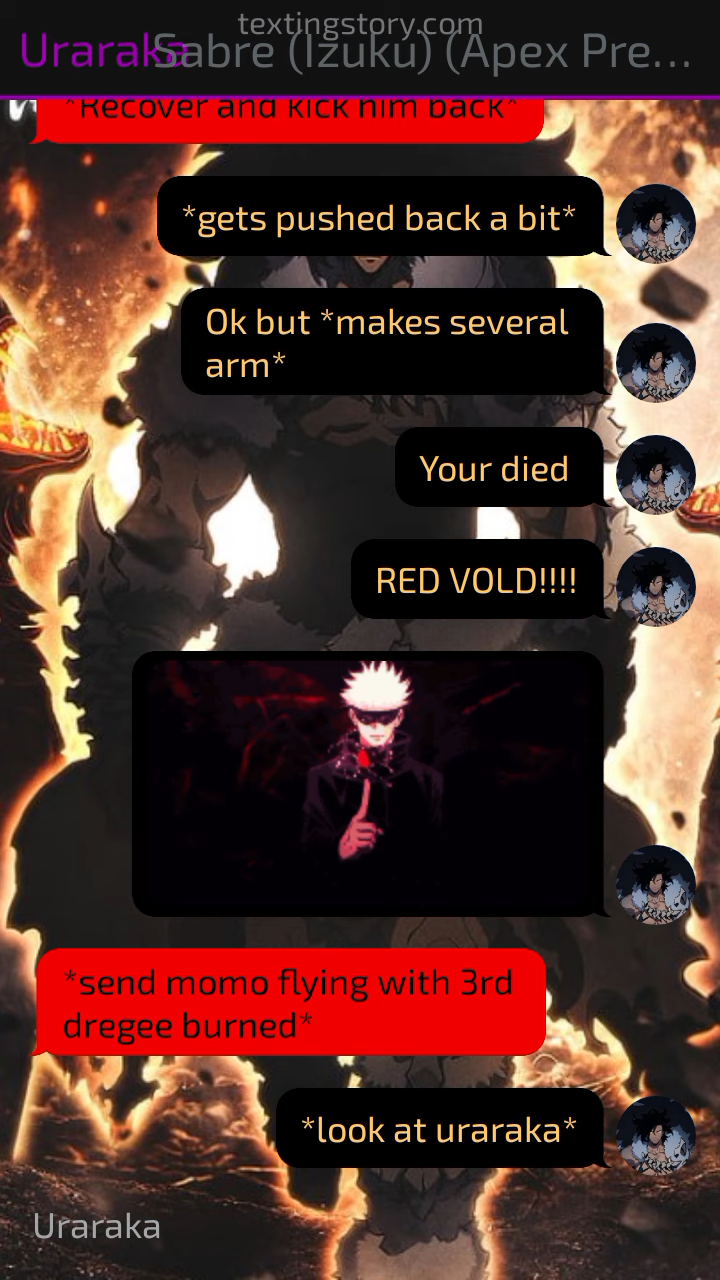 textingstory.com
Uraraka
Sabre (Izuku) (Apex Pre...
*Recover and kick him back*
*gets pushed back a bit*
Ok but *makes several
arm*
Your died
RED VOLD!!!!
*send momo flying with 3rd
dregee burned*
*look at uraraka*
Uraraka